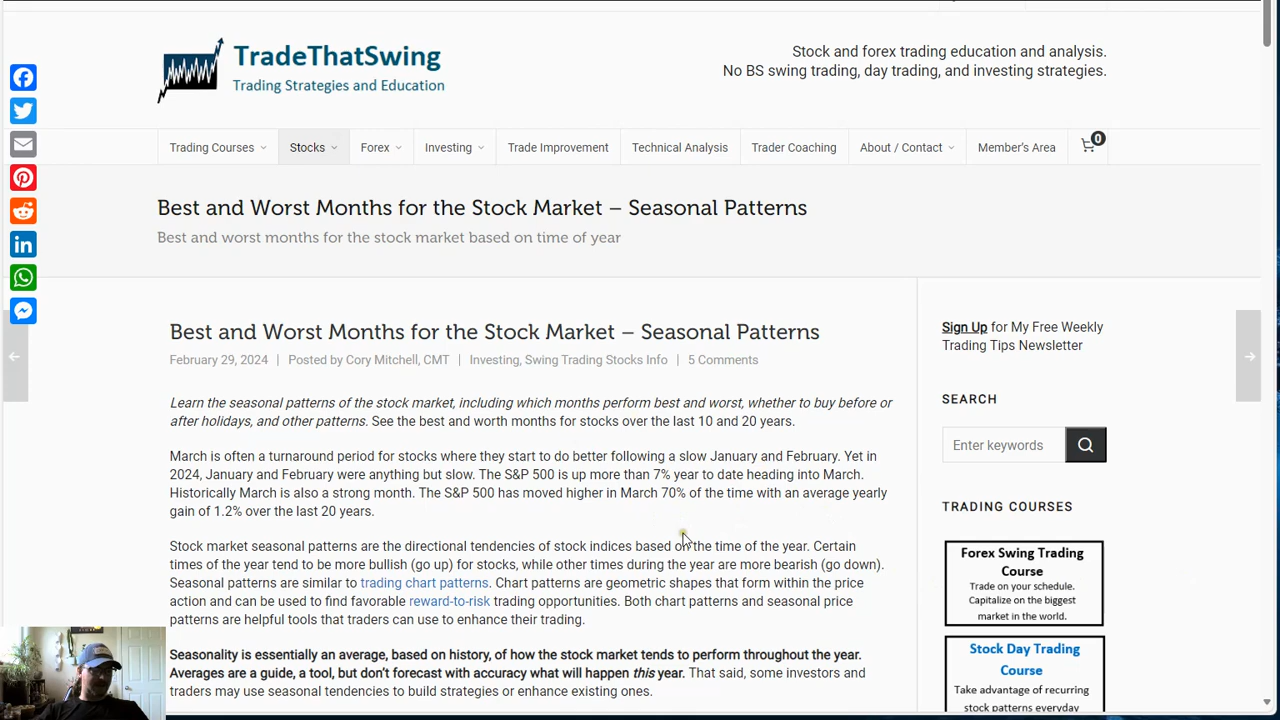 TradeThatSwing
Trading Strategies and Education
Stock and forex trading education and analysis.
No BS swing trading, day trading, and investing strategies.
Trading Courses
Stocks
Forex
Investing
Trade Improvement
Technical Analysis
Trader Coaching
About / Contact
Member's Area
0
Best and Worst Months for the Stock Market – Seasonal Patterns
Best and worst months for the stock market based on time of year
Best and Worst Months for the Stock Market – Seasonal Patterns
February 29, 2024 | Posted by Cory Mitchell, CMT | Investing, Swing Trading Stocks Info | 5 Comments
Learn the seasonal patterns of the stock market, including which months perform best and worst, whether to buy before or
after holidays, and other patterns. See the best and worth months for stocks over the last 10 and 20 years.
March is often a turnaround period for stocks where they start to do better following a slow January and February. Yet in
2024, January and February were anything but slow. The S&P 500 is up more than 7% year to date heading into March.
Historically March is also a strong month. The S&P 500 has moved higher in March 70% of the time with an average yearly
gain of 1.2% over the last 20 years.
Stock market seasonal patterns are the directional tendencies of stock indices based on the time of the year. Certain
times of the year tend to be more bullish (go up) for stocks, while other times during the year are more bearish (go down).
Seasonal patterns are similar to trading chart patterns. Chart patterns are geometric shapes that form within the price
action and can be used to find favorable reward-to-risk trading opportunities. Both chart patterns and seasonal price
patterns are helpful tools that traders can use to enhance their trading.
Seasonality is essentially an average, based on history, of how the stock market tends to perform throughout the year.
Averages are a guide, a tool, but don't forecast with accuracy what will happen this year. That said, some investors and
traders may use seasonal tendencies to build strategies or enhance existing ones.
Sign Up for My Free Weekly
Trading Tips Newsletter
SEARCH
Enter keywords
TRADING COURSES
Forex Swing Trading
Course
Trade on your schedule.
Capitalize on the biggest
market in the world.
Stock Day Trading
Course
Take advantage of recurring
stock patterns everyday